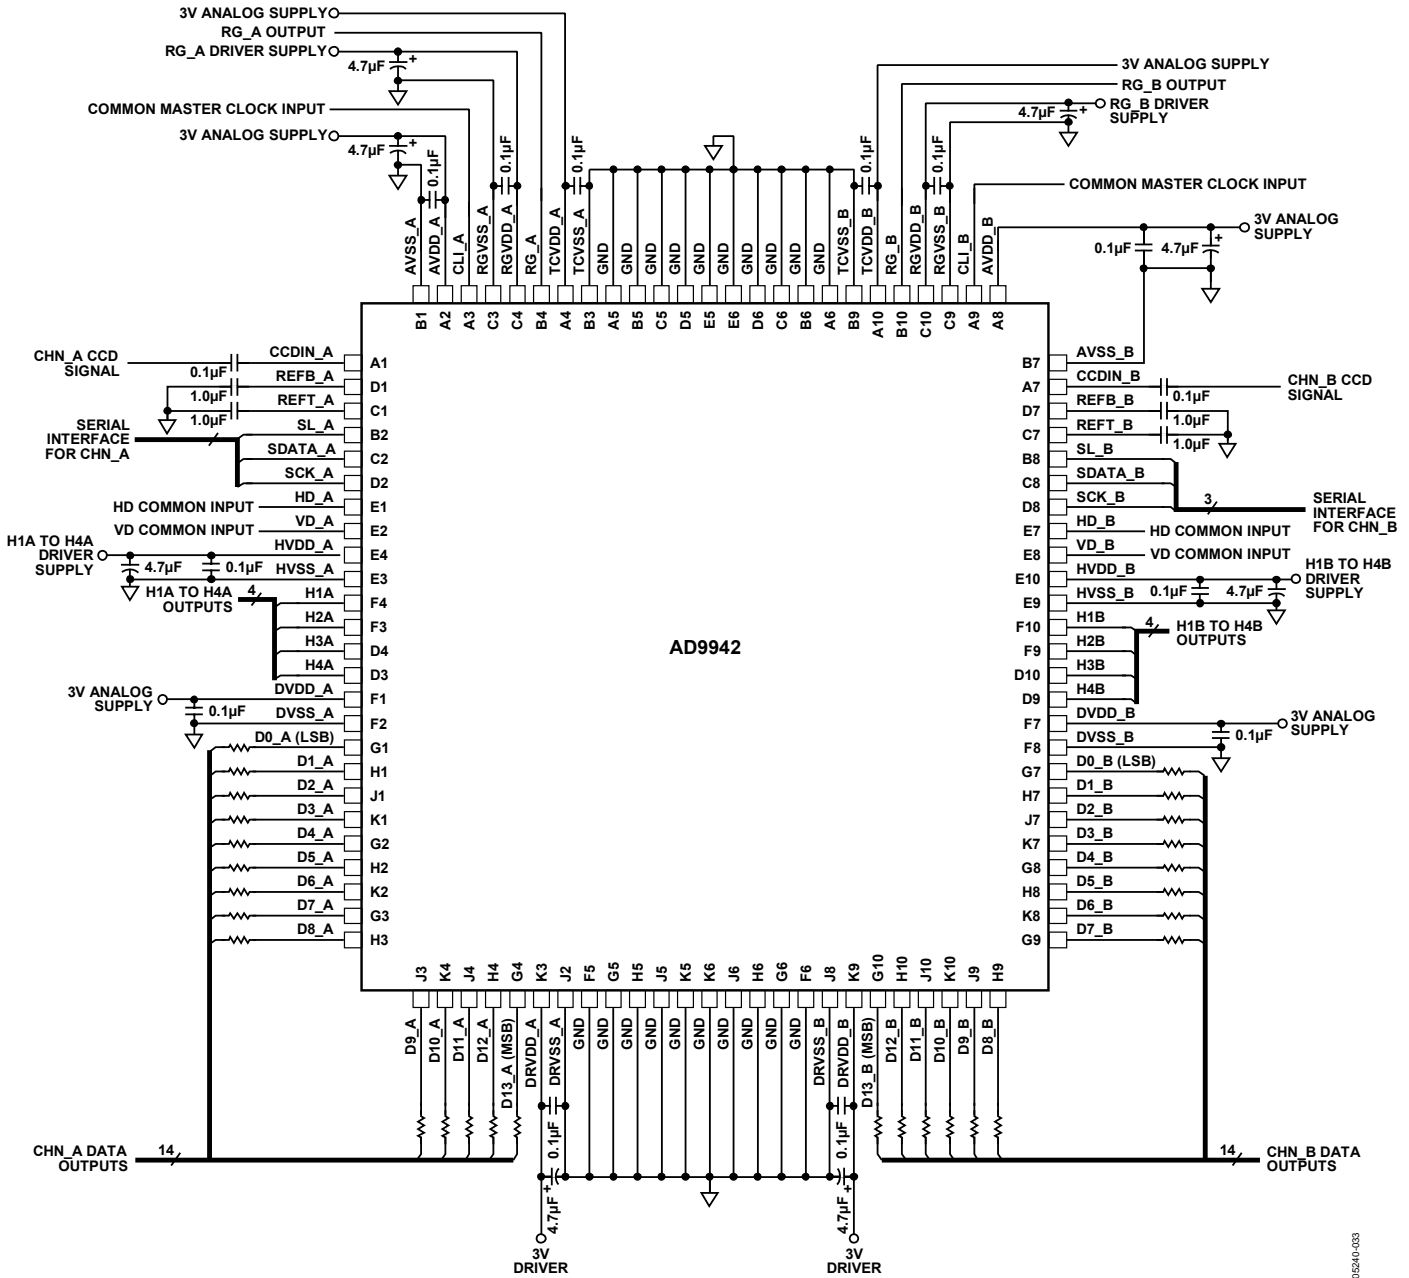 3V ANALOG SUPPLY
RG_A OUTPUT
RG_A DRIVER SUPPLY
4.7µF +
COMMON MASTER CLOCK INPUT
3V ANALOG SUPPLY
4.7µF +
0.1µF
0.1µF
0.1µF
3V ANALOG SUPPLY
RG_B OUTPUT
RG_B DRIVER
SUPPLY
4.7µF +
0.1µF
0.1µF
COMMON MASTER CLOCK INPUT
3V ANALOG
SUPPLY
0.1µF
4.7µF +
AVSS_A
AVDD_A
CLI_A
RGVSS_A
RGVDD_A
RG_A
TCVDD_A
TCVSS_A
GND
GND
GND
GND
GND
GND
GND
GND
GND
GND
TCVSS_B
TCVDD_B
RG_B
RGVDD_B
RGVSS_B
CLI_B
AVDD_B
B1
A2
A3
C3
C4
B4
A4
B3
A5
B5
C5
D5
E5
E6
D6
C6
B6
A6
B9
A10
B10
C10
C9
A9
A8
CHN_A CCD
SIGNAL
0.1µF
CCDIN_A
A1
1.0µF
REFB_A
D1
1.0µF
REFT_A
C1
SERIAL
INTERFACE
FOR CHN_A
SL_A
B2
SDATA_A
C2
SCK_A
D2
HD COMMON INPUT
HD_A
E1
VD COMMON INPUT
VD_A
E2
H1A TO H4A
DRIVER
SUPPLY
4.7µF
+
0.1µF
HVDD_A
E4
HVSS_A
E3
H1A TO H4A
OUTPUTS
4
H1A
F4
H2A
F3
H3A
D4
H4A
D3
3V ANALOG
SUPPLY
0.1µF
DVDD_A
F1
DVSS_A
F2
D0_A (LSB)
G1
D1_A
H1
D2_A
J1
D3_A
K1
D4_A
G2
D5_A
H2
D6_A
K2
D7_A
G3
D8_A
H3
AD9942
B7
AVSS_B
A7
CCDIN_B
0.1µF
CHN_B CCD
SIGNAL
D7
REFB_B
1.0µF
C7
REFT_B
1.0µF
B8
SL_B
C8
SDATA_B
D8
SCK_B
3
SERIAL
INTERFACE
FOR CHN_B
E7
HD_B
HD COMMON INPUT
E8
VD_B
VD COMMON INPUT
E10
HVDD_B
E9
HVSS_B
0.1µF
4.7µF
+
H1B TO H4B
DRIVER
SUPPLY
F10
H1B
F9
H2B
D10
H3B
D9
H4B
4
H1B TO H4B
OUTPUTS
F7
DVDD_B
F8
DVSS_B
0.1µF
3V ANALOG
SUPPLY
G7
D0_B (LSB)
H7
D1_B
J7
D2_B
K7
D3_B
G8
D4_B
H8
D5_B
K8
D6_B
G9
D7_B
J3
K4
J4
H4
G4
K3
J2
F5
G5
H5
J5
K5
K6
J6
H6
G6
F6
J8
K9
G10
H10
J10
K10
J9
H9
D9_A
D10_A
D11_A
D12_A
D13_A (MSB)
DRVDD_A
DRVSS_A
GND
GND
GND
GND
GND
GND
GND
GND
GND
GND
DRVSS_B
DRVDD_B
D13_B (MSB)
D12_B
D11_B
D10_B
D9_B
D8_B
0.1µF
4.7µF +
0.1µF
4.7µF +
CHN_A DATA
OUTPUTS
14
14
CHN_B DATA
OUTPUTS
3V
DRIVER
3V
DRIVER
05240-033